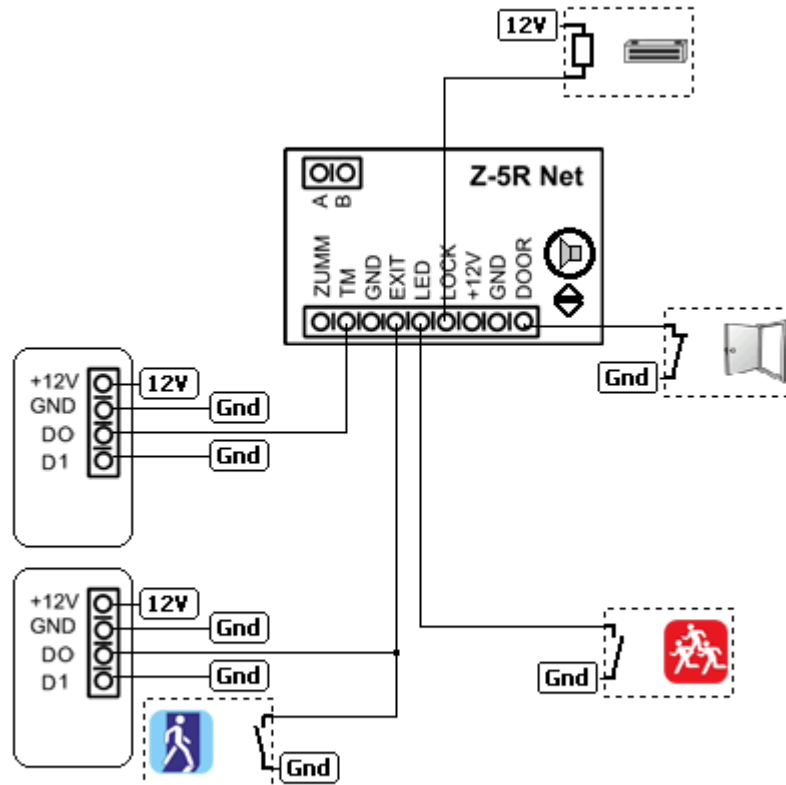 12V
Z-5R Net
A
B
ZUMM
TM
GND
EXIT
LED
LOCK
+12V
GND
DOOR
Gnd
+12V
12V
GND
Gnd
DO
D1
Gnd
+12V
12V
GND
Gnd
DO
D1
Gnd
Gnd
Gnd